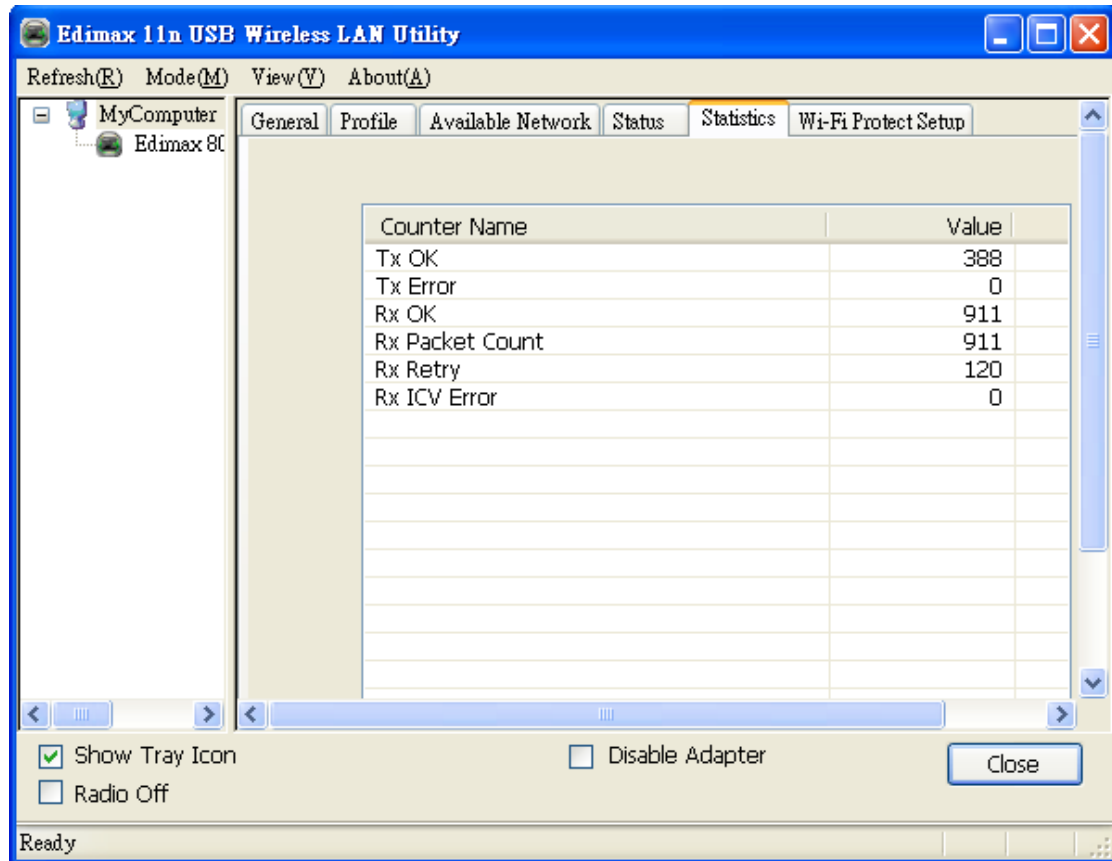 Edimax 11n USB Wireless LAN Utility
Refresh(R) Mode(M) View(V) About(A)
MyComputer
Edimax 80
General Profile Available Network Status Statistics Wi-Fi Protect Setup
Counter Name Value
Tx OK 388
Tx Error 0
Rx OK 911
Rx Packet Count 911
Rx Retry 120
Rx ICV Error 0
Show Tray Icon Disable Adapter Close
Radio Off
Ready